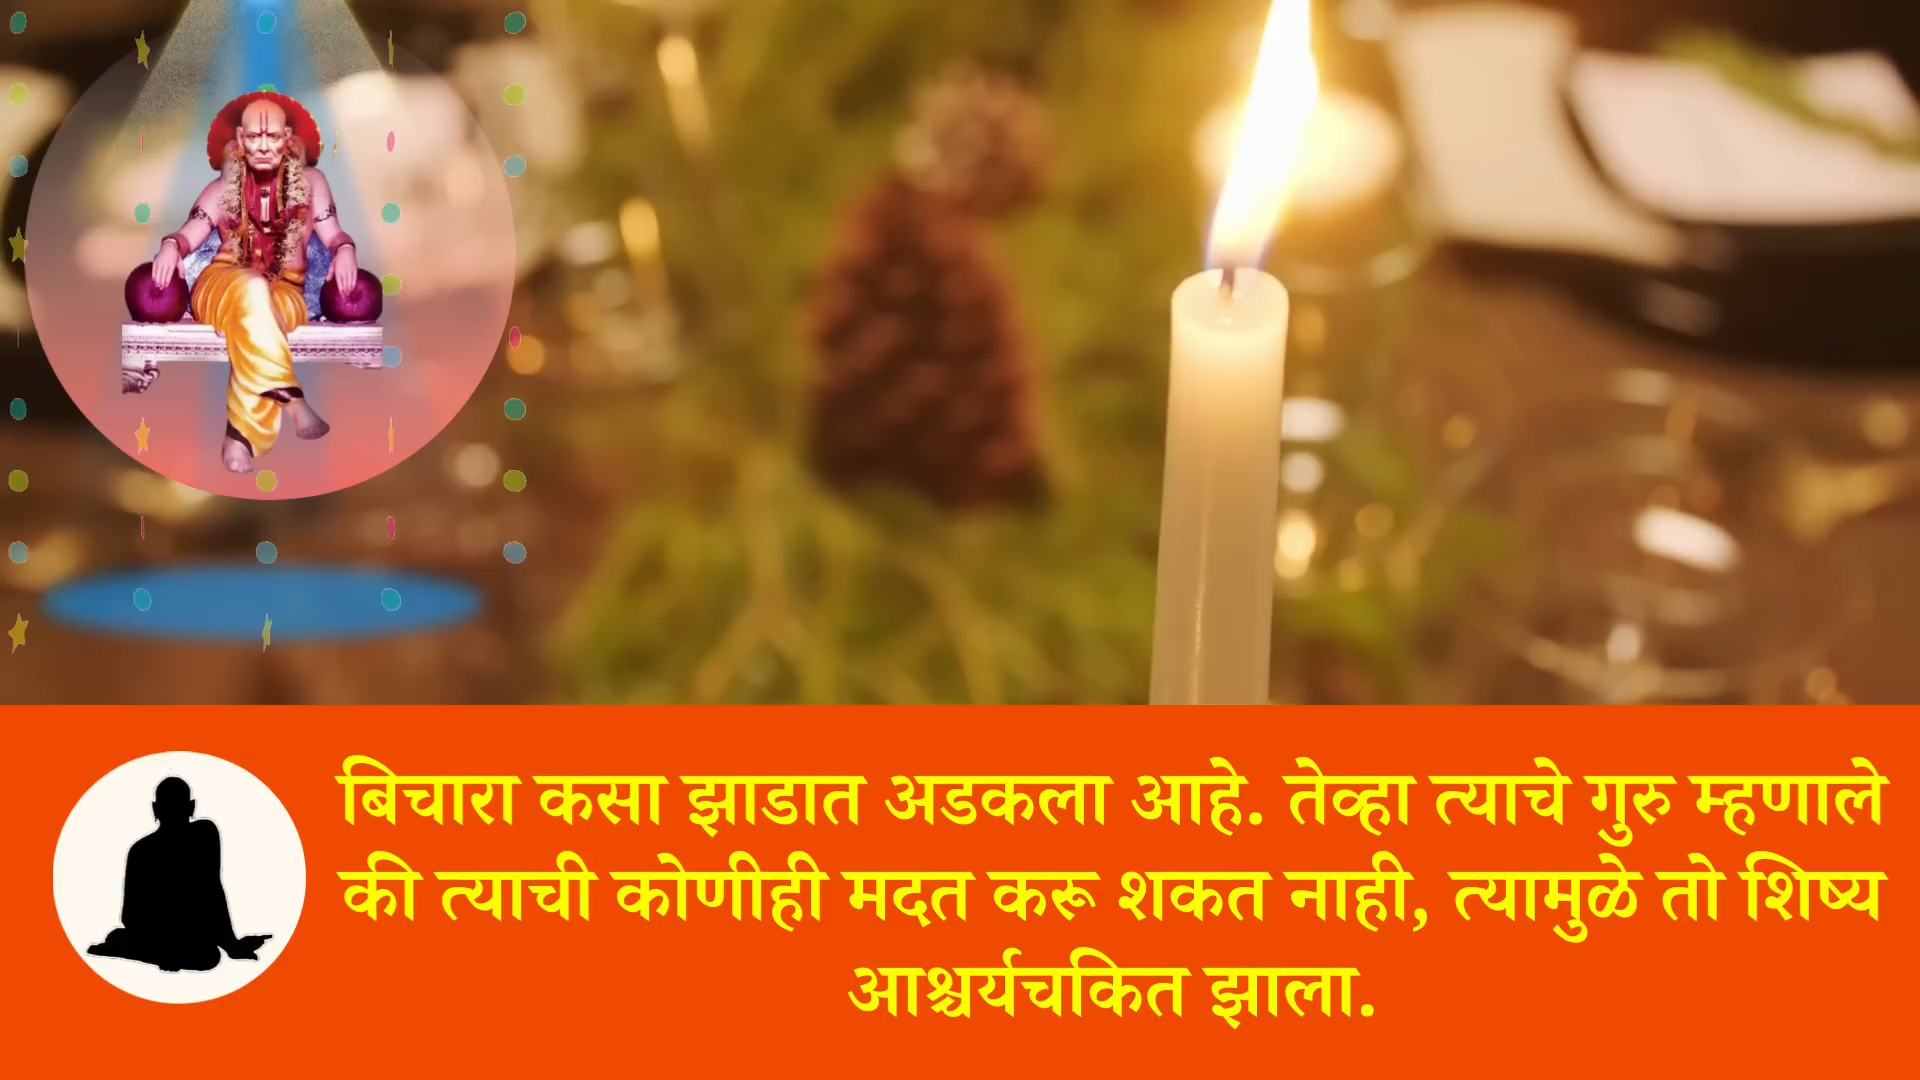 बिचारा कसा झाडात अडकला आहे. तेव्हा त्याचे गुरु म्हणाले
की त्याची कोणीही मदत करू शकत नाही, त्यामुळे तो शिष्य
आश्चर्यचकित झाला.